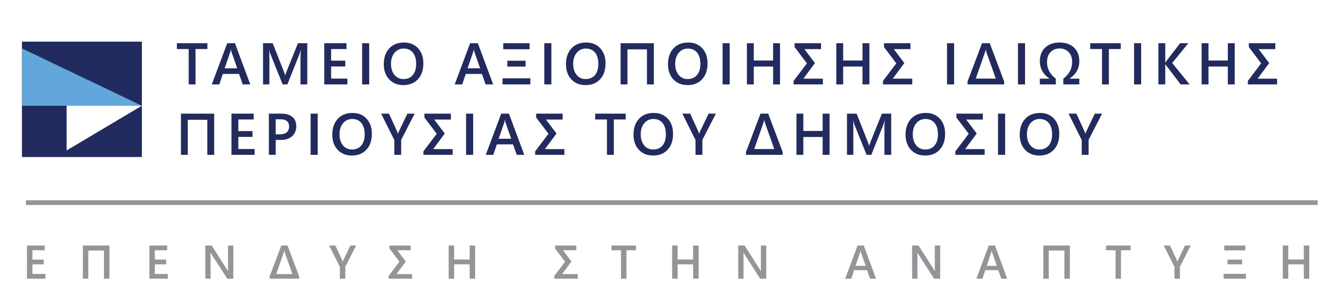 ΤΑΜΕΙΟ ΑΞΙΟΠΟΙΗΣΗΣ ΙΔΙΩΤΙΚΗΣ
ΠΕΡΙΟΥΣΙΑΣ ΤΟΥ ΔΗΜΟΣΙΟΥ
ΕΠΕΝΔΥΣΗ ΣΤΗΝ ΑΝΑΠΤΥΞΗ